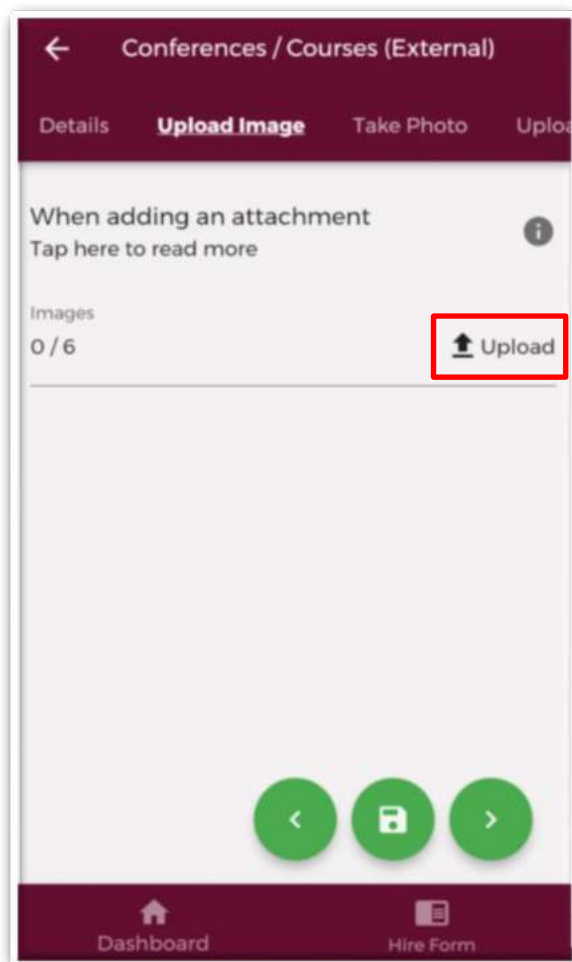 Conferences / Courses (External)
Details Upload Image Take Photo Uploa
When adding an attachment
Tap here to read more
Images
0 / 6
Upload
Dashboard Hire Form